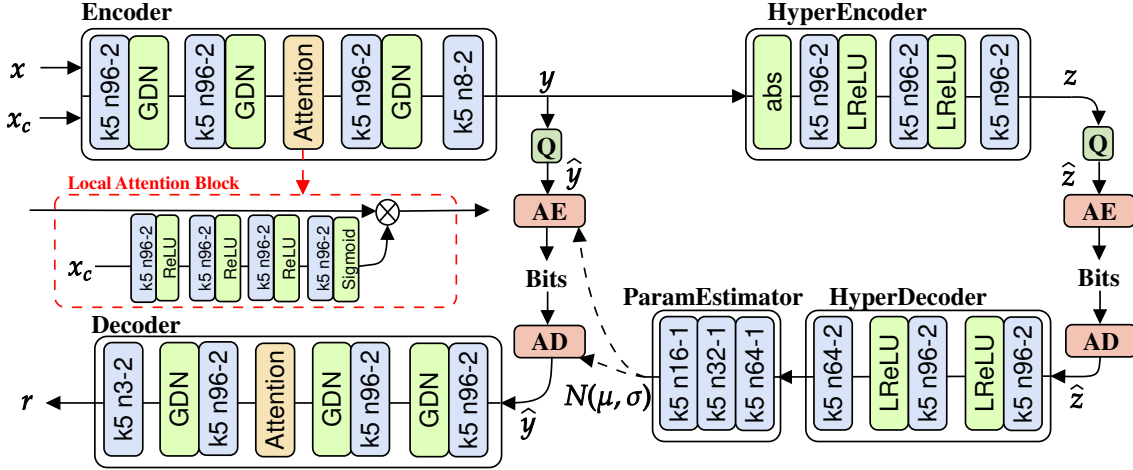 Encoder
x
x_c
k5 n96-2
GDN
k5 n96-2
GDN
Attention
k5 n96-2
GDN
k5 n8-2
y
HyperEncoder
abs
k5 n96-2
LReLU
k5 n96-2
LReLU
k5 n96-2
z
Q
ŷ
AE
Bits
AD
Q
ẑ
AE
Bits
AD
Local Attention Block
x_c
k5 n96-2
ReLU
k5 n96-2
ReLU
k5 n96-2
ReLU
k5 n96-2
Sigmoid
Decoder
r
k5 n3-2
GDN
k5 n96-2
Attention
GDN
k5 n96-2
GDN
k5 n96-2
ŷ
N(μ, σ)
ParamEstimator
k5 n16-1
k5 n32-1
k5 n64-1
HyperDecoder
k5 n64-2
LReLU
k5 n96-2
LReLU
k5 n96-2
ẑ